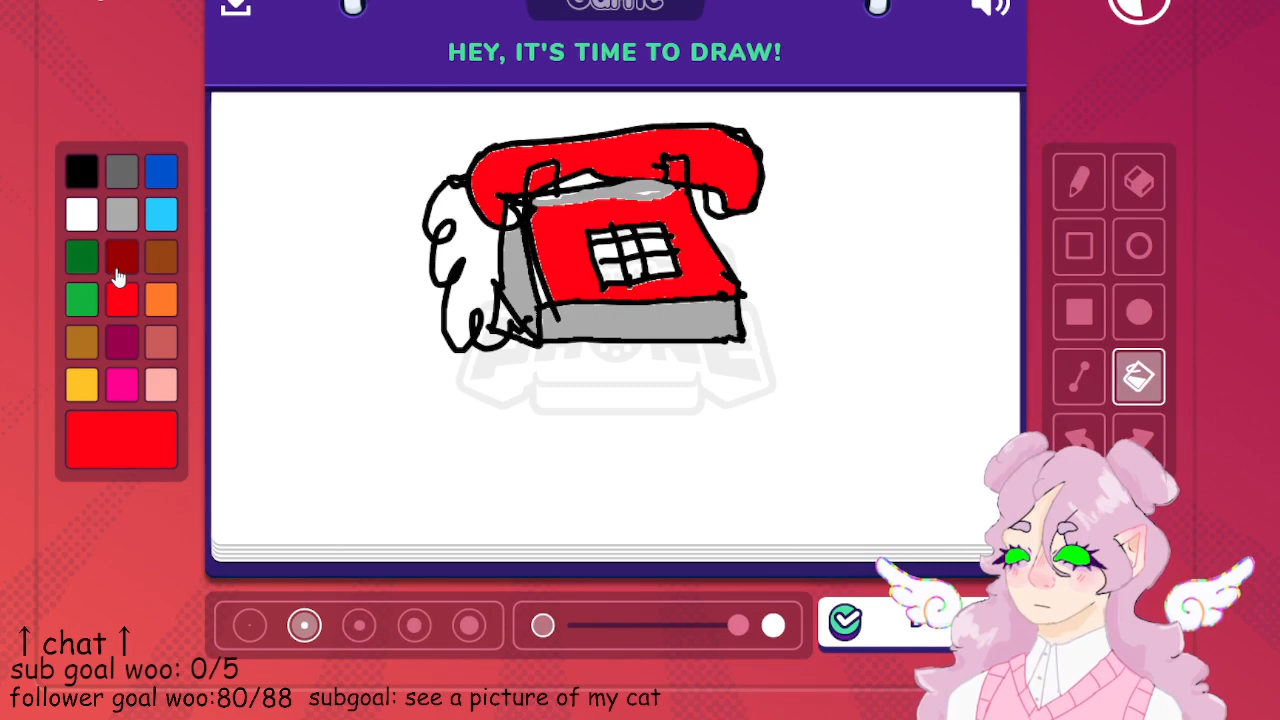 HEY, IT'S TIME TO DRAW!
↑ chat ↑
sub goal woo: 0/5
follower goal woo:80/88 subgoal: see a picture of my cat